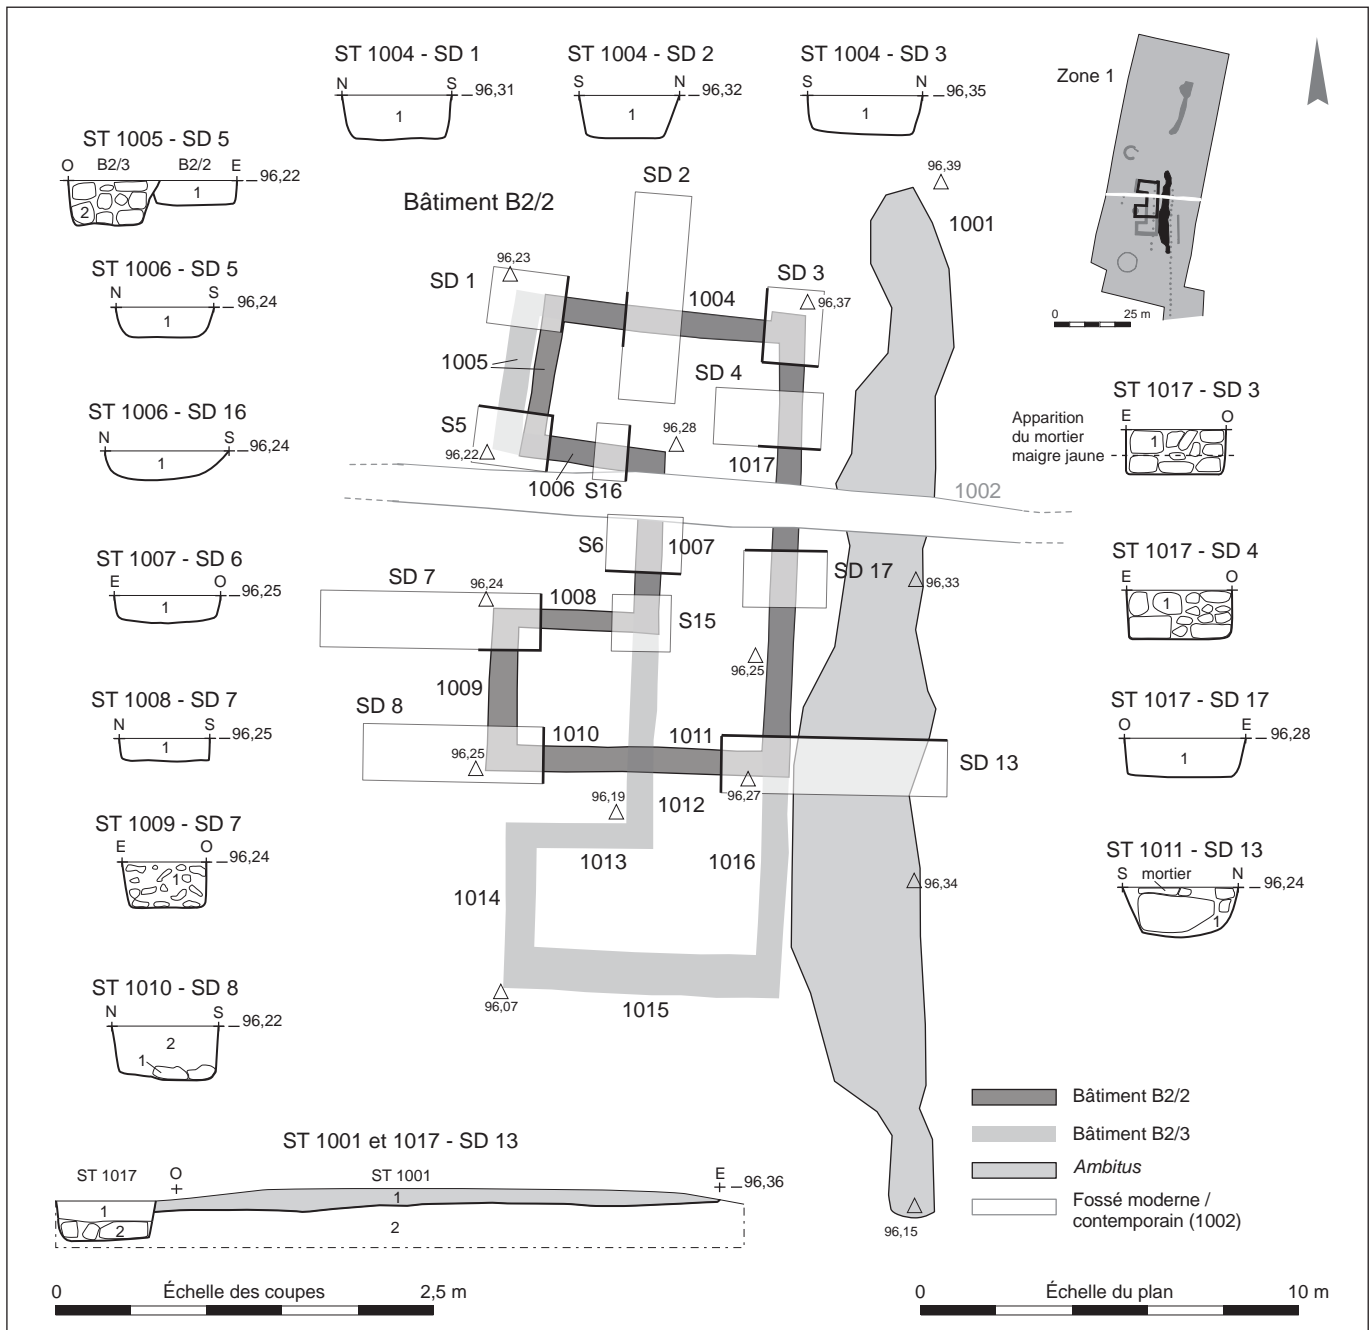 ST 1004 - SD 1
N S 96,31
1
ST 1004 - SD 2
S N 96,32
1
ST 1004 - SD 3
S N 96,35
1
Zone 1
0 25 m
ST 1005 - SD 5
O B2/3 B2/2 E 96,22
1
2
ST 1006 - SD 5
N S 96,24
1
ST 1006 - SD 16
N S 96,24
1
ST 1007 - SD 6
E O 96,25
1
ST 1008 - SD 7
N S 96,25
1
ST 1009 - SD 7
E O 96,24
1
ST 1010 - SD 8
N S 96,22
2
1
Bâtiment B2/2
SD 2
96,39
1001
96,23
SD 1
SD 3
1004
96,37
1005
SD 4
S5
96,28
96,22
1017
1006
S16
1002
S6
1007
SD 7
96,24
SD 17
96,33
1008
S15
96,25
1009
SD 8
1010
1011
96,25
SD 13
96,27
96,19
1012
1013
1016
1014
96,34
96,07
1015
96,15
ST 1017 - SD 3
E O
Apparition
du mortier
maigre jaune
1
ST 1017 - SD 4
E O
1
ST 1017 - SD 17
O E 96,28
1
ST 1011 - SD 13
S mortier N 96,24
1
Bâtiment B2/2
Bâtiment B2/3
Ambitus
Fossé moderne /
contemporain (1002)
ST 1001 et 1017 - SD 13
ST 1017 O ST 1001 E 96,36
1
1
2
2
0 Échelle des coupes 2,5 m
0 Échelle du plan 10 m